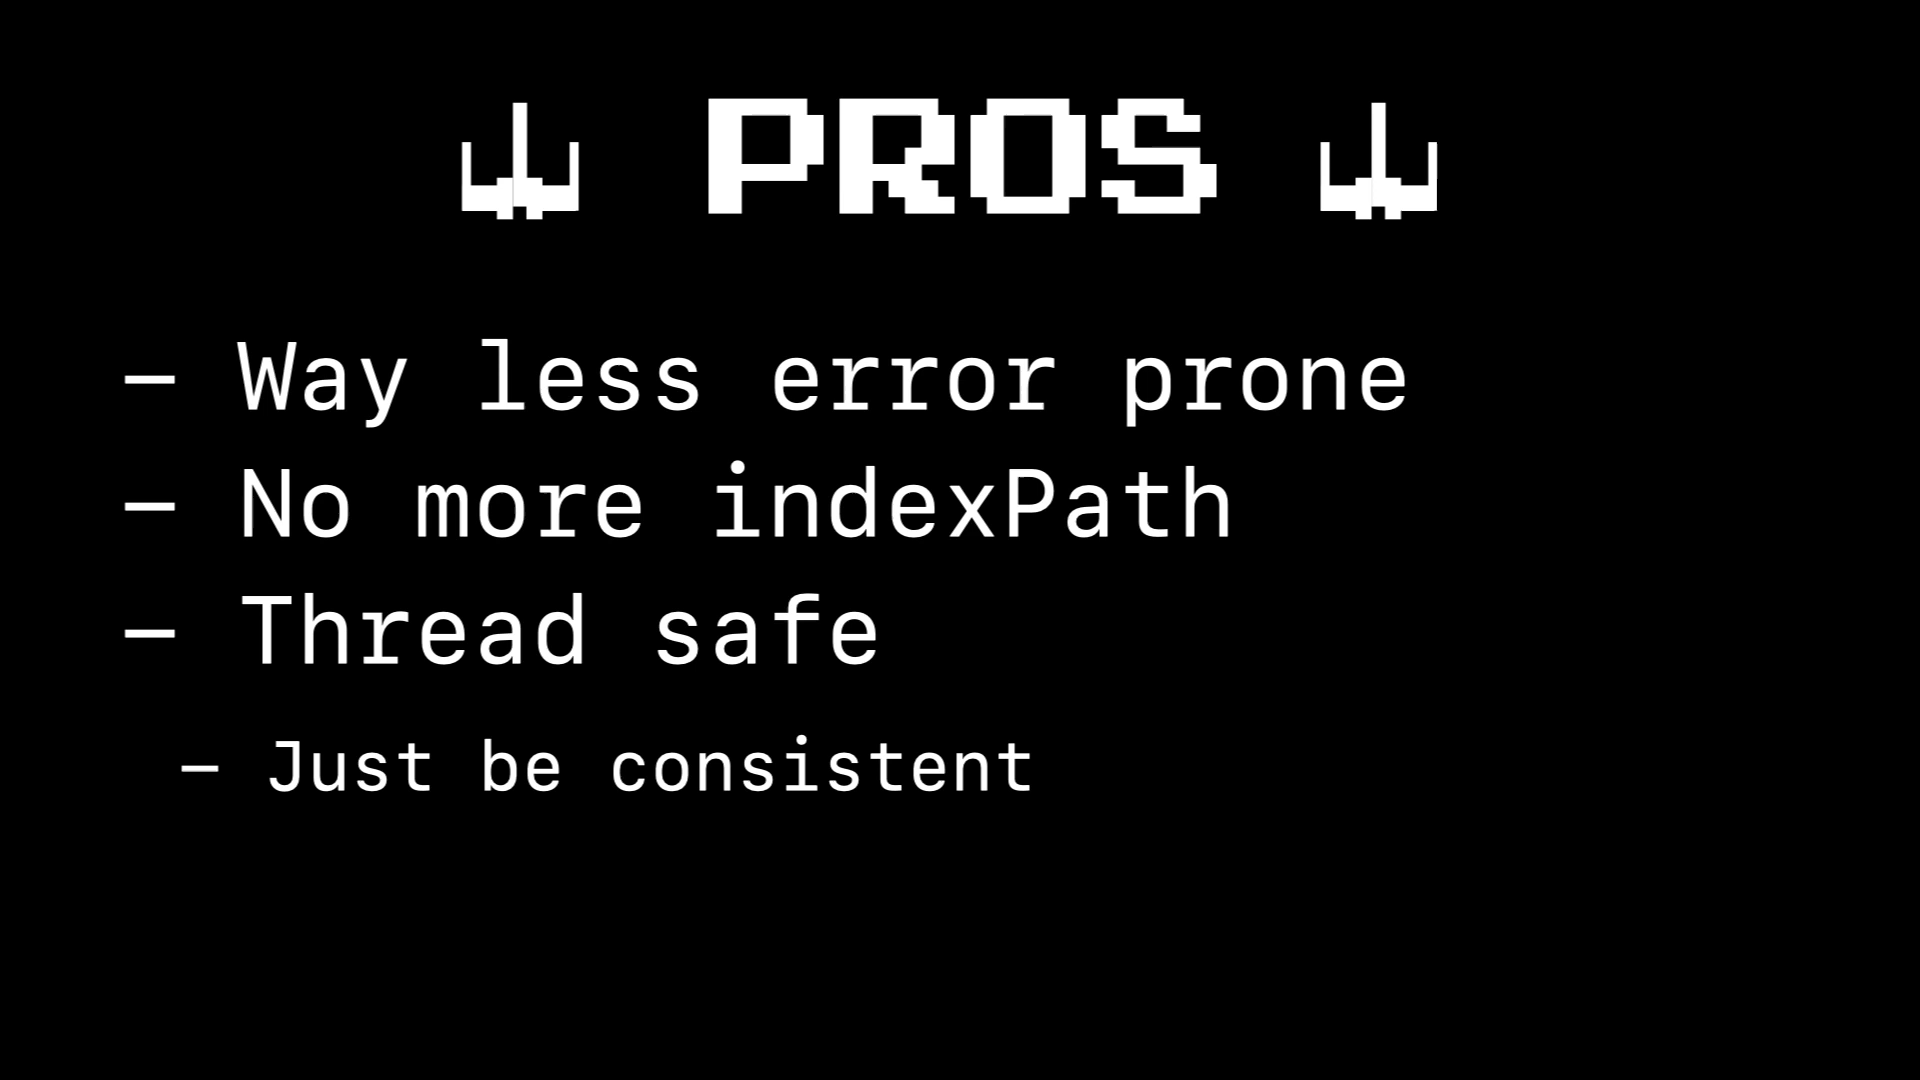 PROS
– Way less error prone
– No more indexPath
– Thread safe
– Just be consistent